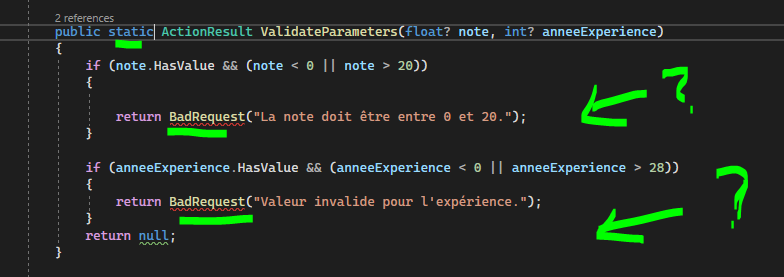 2 references
public static ActionResult ValidateParameters(float? note, int? anneeExperience)
{
if (note.HasValue && (note < 0 || note > 20))
{
?
return BadRequest("La note doit être entre 0 et 20.");
}
if (anneeExperience.HasValue && (anneeExperience < 0 || anneeExperience > 28))
{
?
return BadRequest("Valeur invalide pour l'expérience.");
}
return null;
}